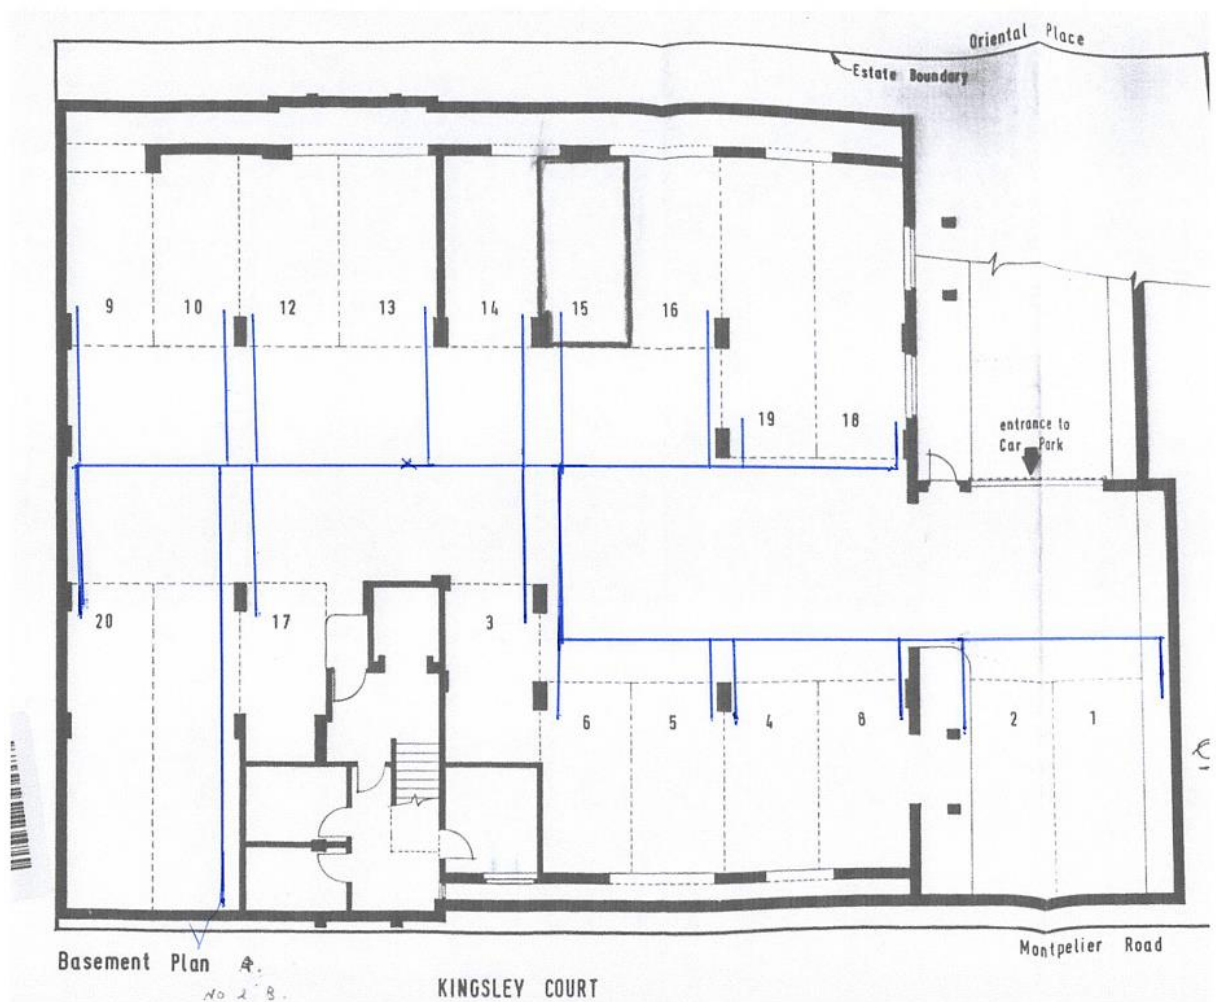 Oriental Place
Estate Boundary
9 10 12 13 14 15 16
19 18
entrance to
Car Park
20 17 3
6 5 4 8 2 1
Montpelier Road
Basement Plan A.
KINGSLEY COURT